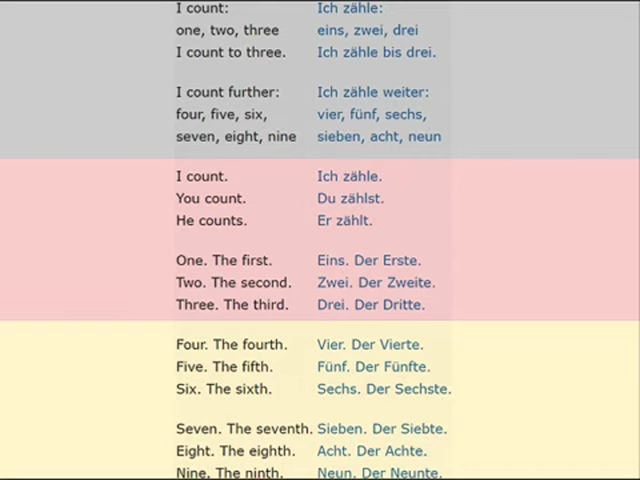 I count: Ich zähle:
one, two, three eins, zwei, drei
I count to three. Ich zähle bis drei.
I count further: Ich zähle weiter:
four, five, six, vier, fünf, sechs,
seven, eight, nine sieben, acht, neun
I count. Ich zähle.
You count. Du zählst.
He counts. Er zählt.
One. The first. Eins. Der Erste.
Two. The second. Zwei. Der Zweite.
Three. The third. Drei. Der Dritte.
Four. The fourth. Vier. Der Vierte.
Five. The fifth. Fünf. Der Fünfte.
Six. The sixth. Sechs. Der Sechste.
Seven. The seventh. Sieben. Der Siebte.
Eight. The eighth. Acht. Der Achte.
Nine. The ninth. Neun. Der Neunte.